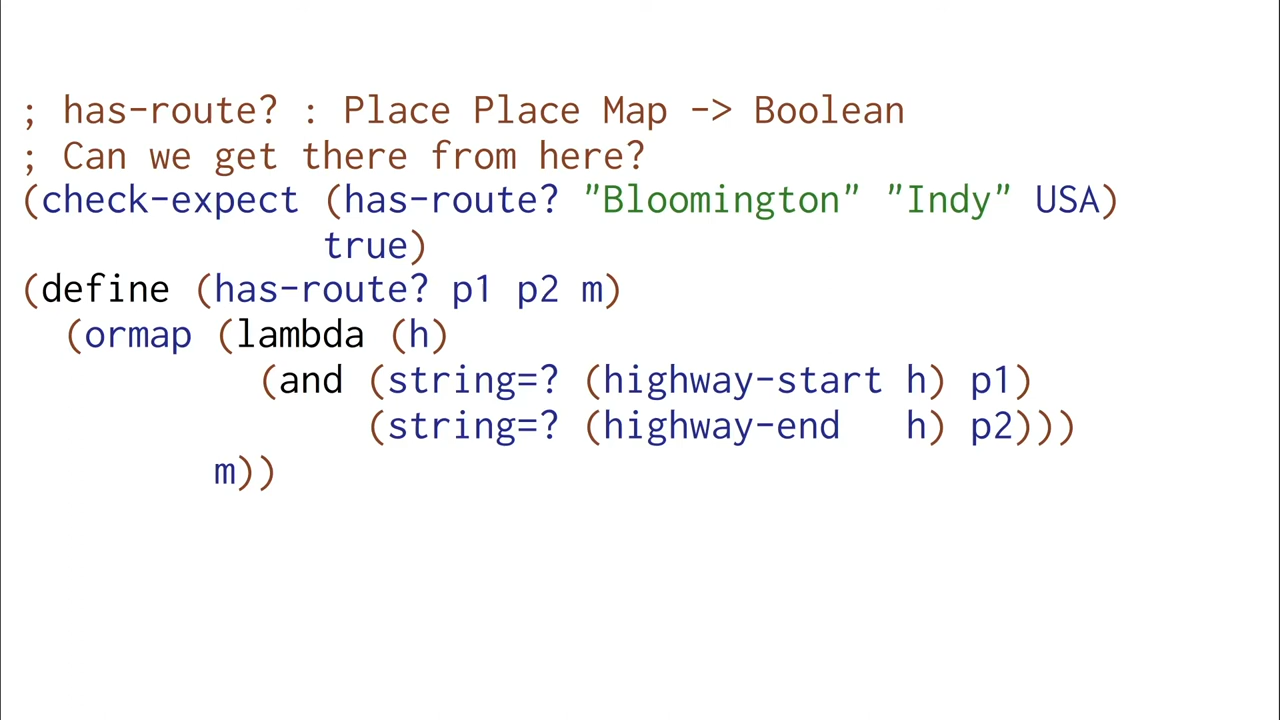 ; has-route? : Place Place Map -> Boolean
; Can we get there from here?
(check-expect (has-route? "Bloomington" "Indy" USA)
              true)
(define (has-route? p1 p2 m)
  (ormap (lambda (h)
           (and (string=? (highway-start h) p1)
                (string=? (highway-end   h) p2)))
         m))